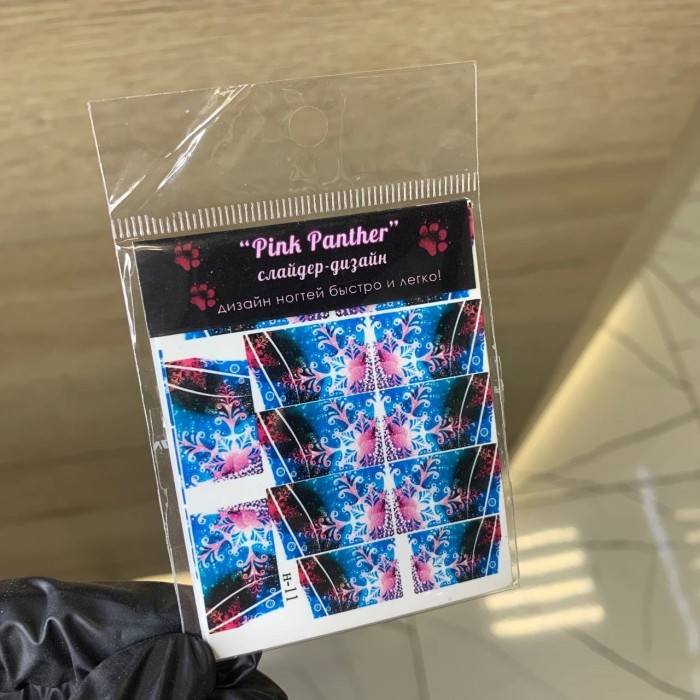 “Pink Panther”
слайдер-дизайн
дизайн ногтей быстро и легко!
н-11